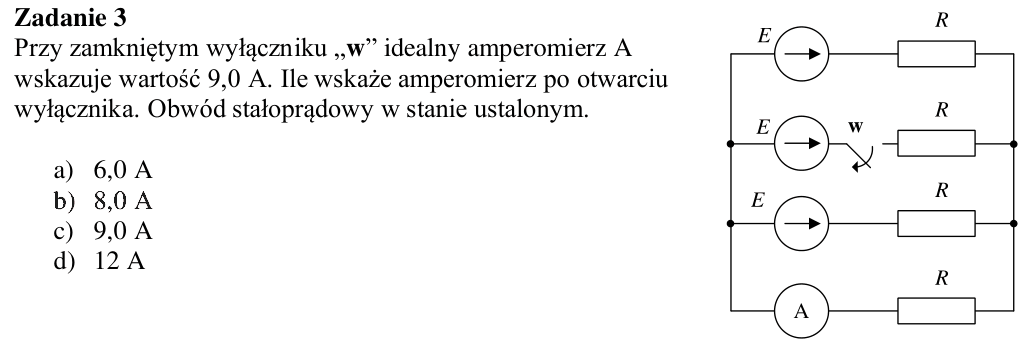 Zadanie 3
Przy zamkniętym wyłączniku „w” idealny amperomierz A
wskazuje wartość 9,0 A. Ile wskaże amperomierz po otwarciu
wyłącznika. Obwód stałoprądowy w stanie ustalonym.
a) 6,0 A
b) 8,0 A
c) 9,0 A
d) 12 A
E R
E w R
E R
A R